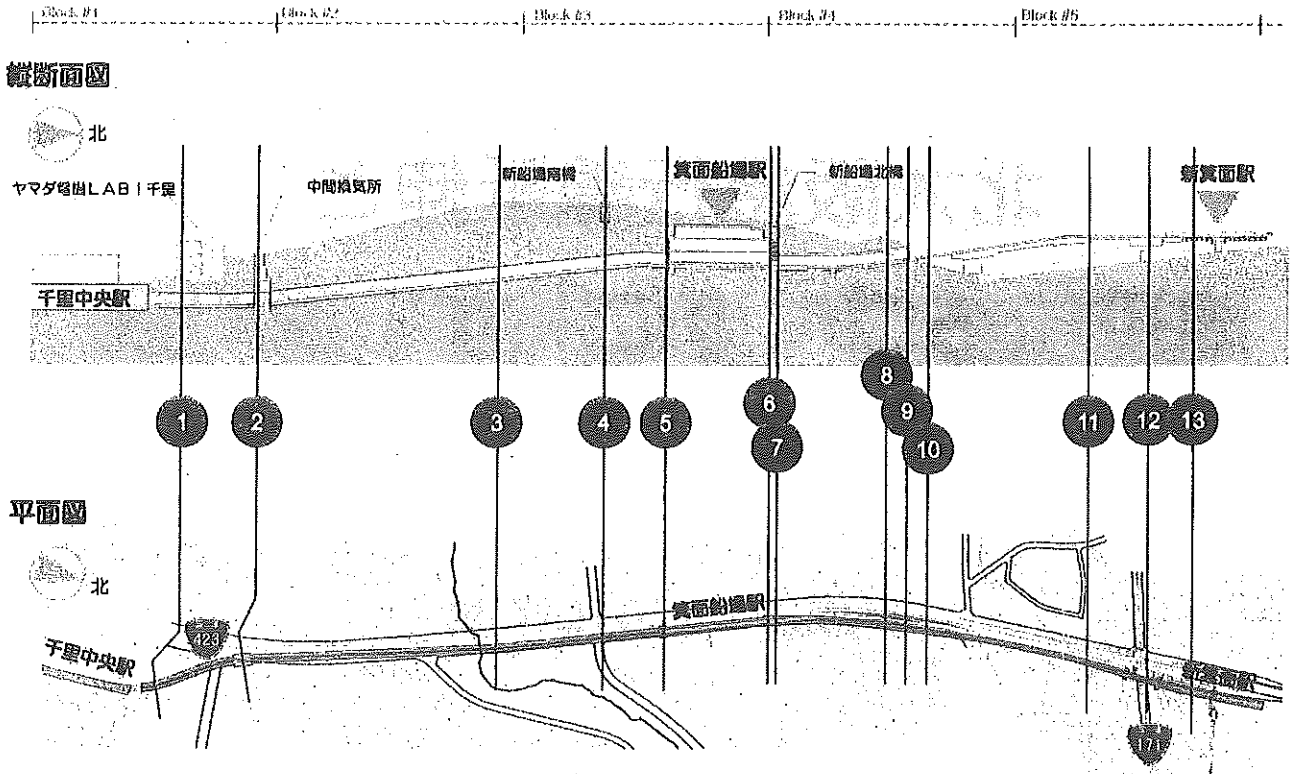 Block #1
Block #2
Block #3
Block #4
Block #5
縦断面図
北
ヤマダ電機LABI千里
中間換気所
新船場南橋
箕面船場駅
新船場北橋
新箕面駅
千里中央駅
1
2
3
4
5
6
7
8
9
10
11
12
13
平面図
北
423
千里中央駅
箕面船場駅
新箕面駅
171